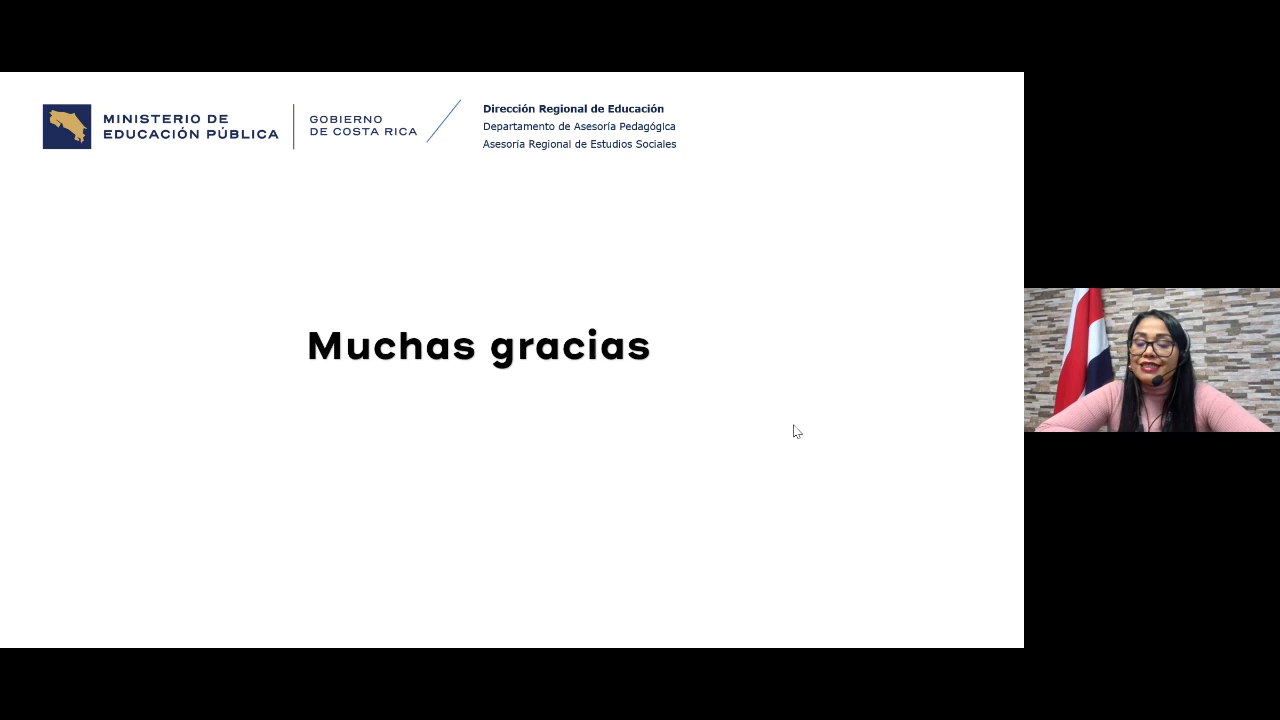 MINISTERIO DE
EDUCACIÓN PÚBLICA
GOBIERNO
DE COSTA RICA
Dirección Regional de Educación
Departamento de Asesoría Pedagógica
Asesoría Regional de Estudios Sociales
Muchas gracias